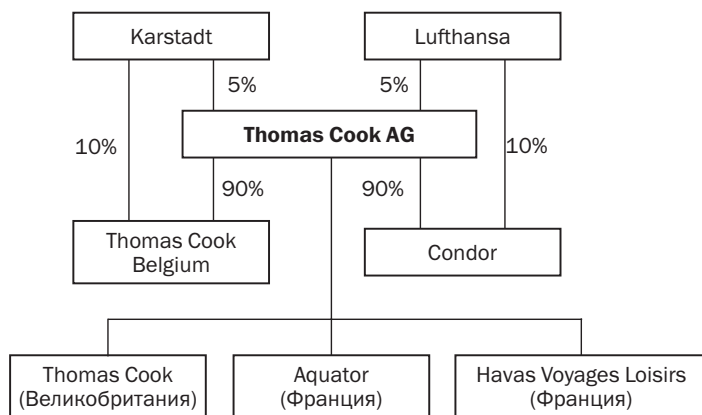 Karstadt
Lufthansa
5%
5%
Thomas Cook AG
10%
10%
90%
90%
Thomas Cook
Belgium
Condor
Thomas Cook
(Великобритания)
Aquator
(Франция)
Havas Voyages Loisirs
(Франция)